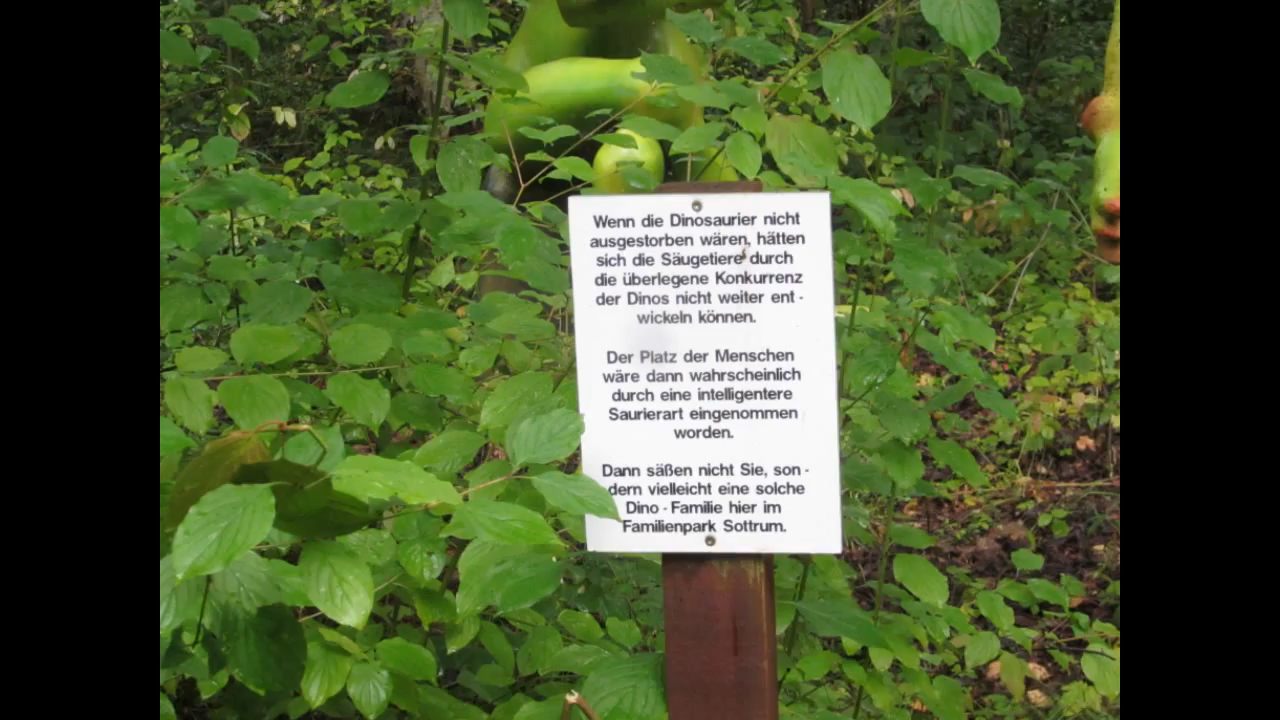 Wenn die Dinosaurier nicht
ausgestorben wären, hätten
sich die Säugetiere durch
die überlegene Konkurrenz
der Dinos nicht weiter ent -
wickeln können.
Der Platz der Menschen
wäre dann wahrscheinlich
durch eine intelligentere
Saurierart eingenommen
worden.
Dann säßen nicht Sie, son -
dern vielleicht eine solche
Dino - Familie hier im
Familienpark Sottrum.